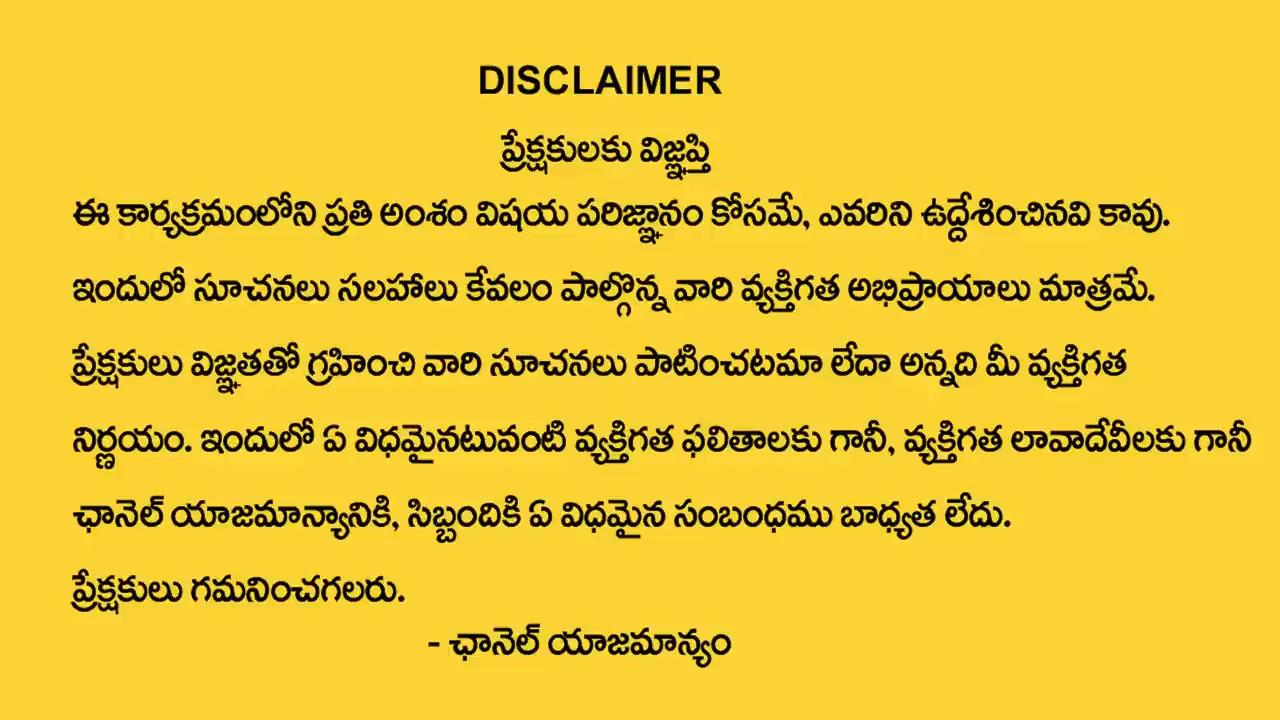 DISCLAIMER
ప్రేక్షకులకు విజ్ఞప్తి
ఈ కార్యక్రమంలోని ప్రతి అంశం విషయ పరిజ్ఞానం కోసమే, ఎవరిని ఉద్దేశించినవి కావు.
ఇందులో సూచనలు సలహాలు కేవలం పాల్గొన్న వారి వ్యక్తిగత అభిప్రాయాలు మాత్రమే.
ప్రేక్షకులు విజ్ఞతతో గ్రహించి వారి సూచనలు పాటించటమా లేదా అన్నది మీ వ్యక్తిగత
నిర్ణయం. ఇందులో ఏ విధమైనటువంటి వ్యక్తిగత ఫలితాలకు గానీ, వ్యక్తిగత లావాదేవీలకు గానీ
ఛానెల్ యాజమాన్యానికి, సిబ్బందికి ఏ విధమైన సంబంధము బాధ్యత లేదు.
ప్రేక్షకులు గమనించగలరు.
- ఛానెల్ యాజమాన్యం